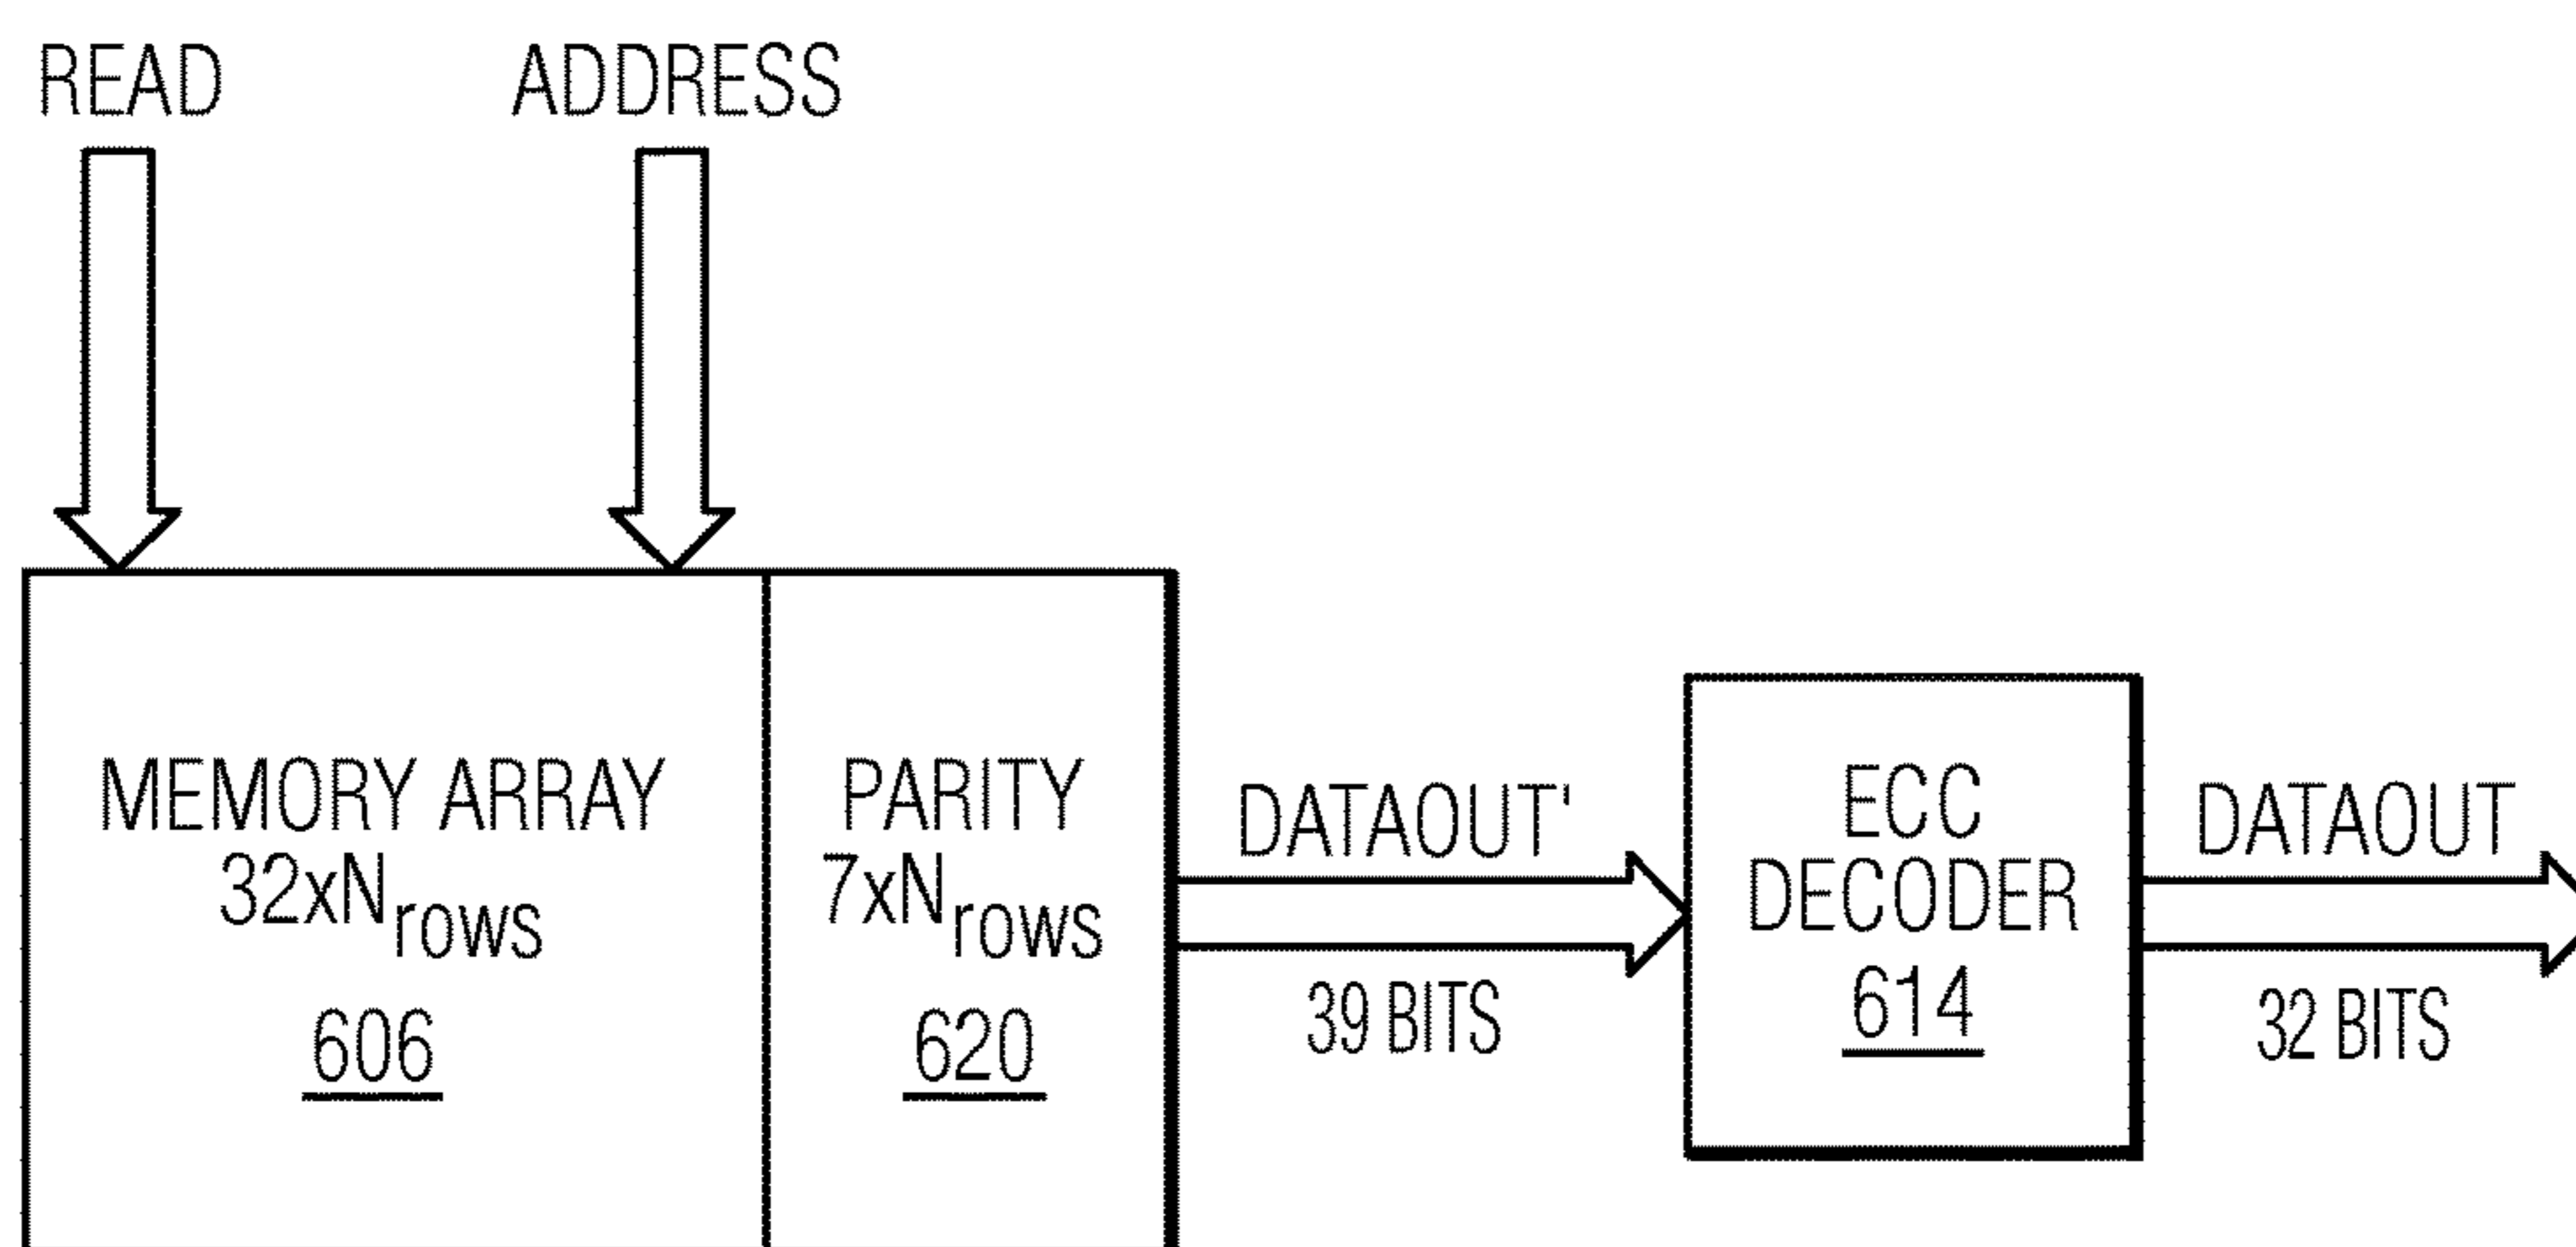 READ
ADDRESS
MEMORY ARRAY
32xNrows
606
PARITY
7xNrows
620
DATAOUT'
39 BITS
ECC
DECODER
614
DATAOUT
32 BITS